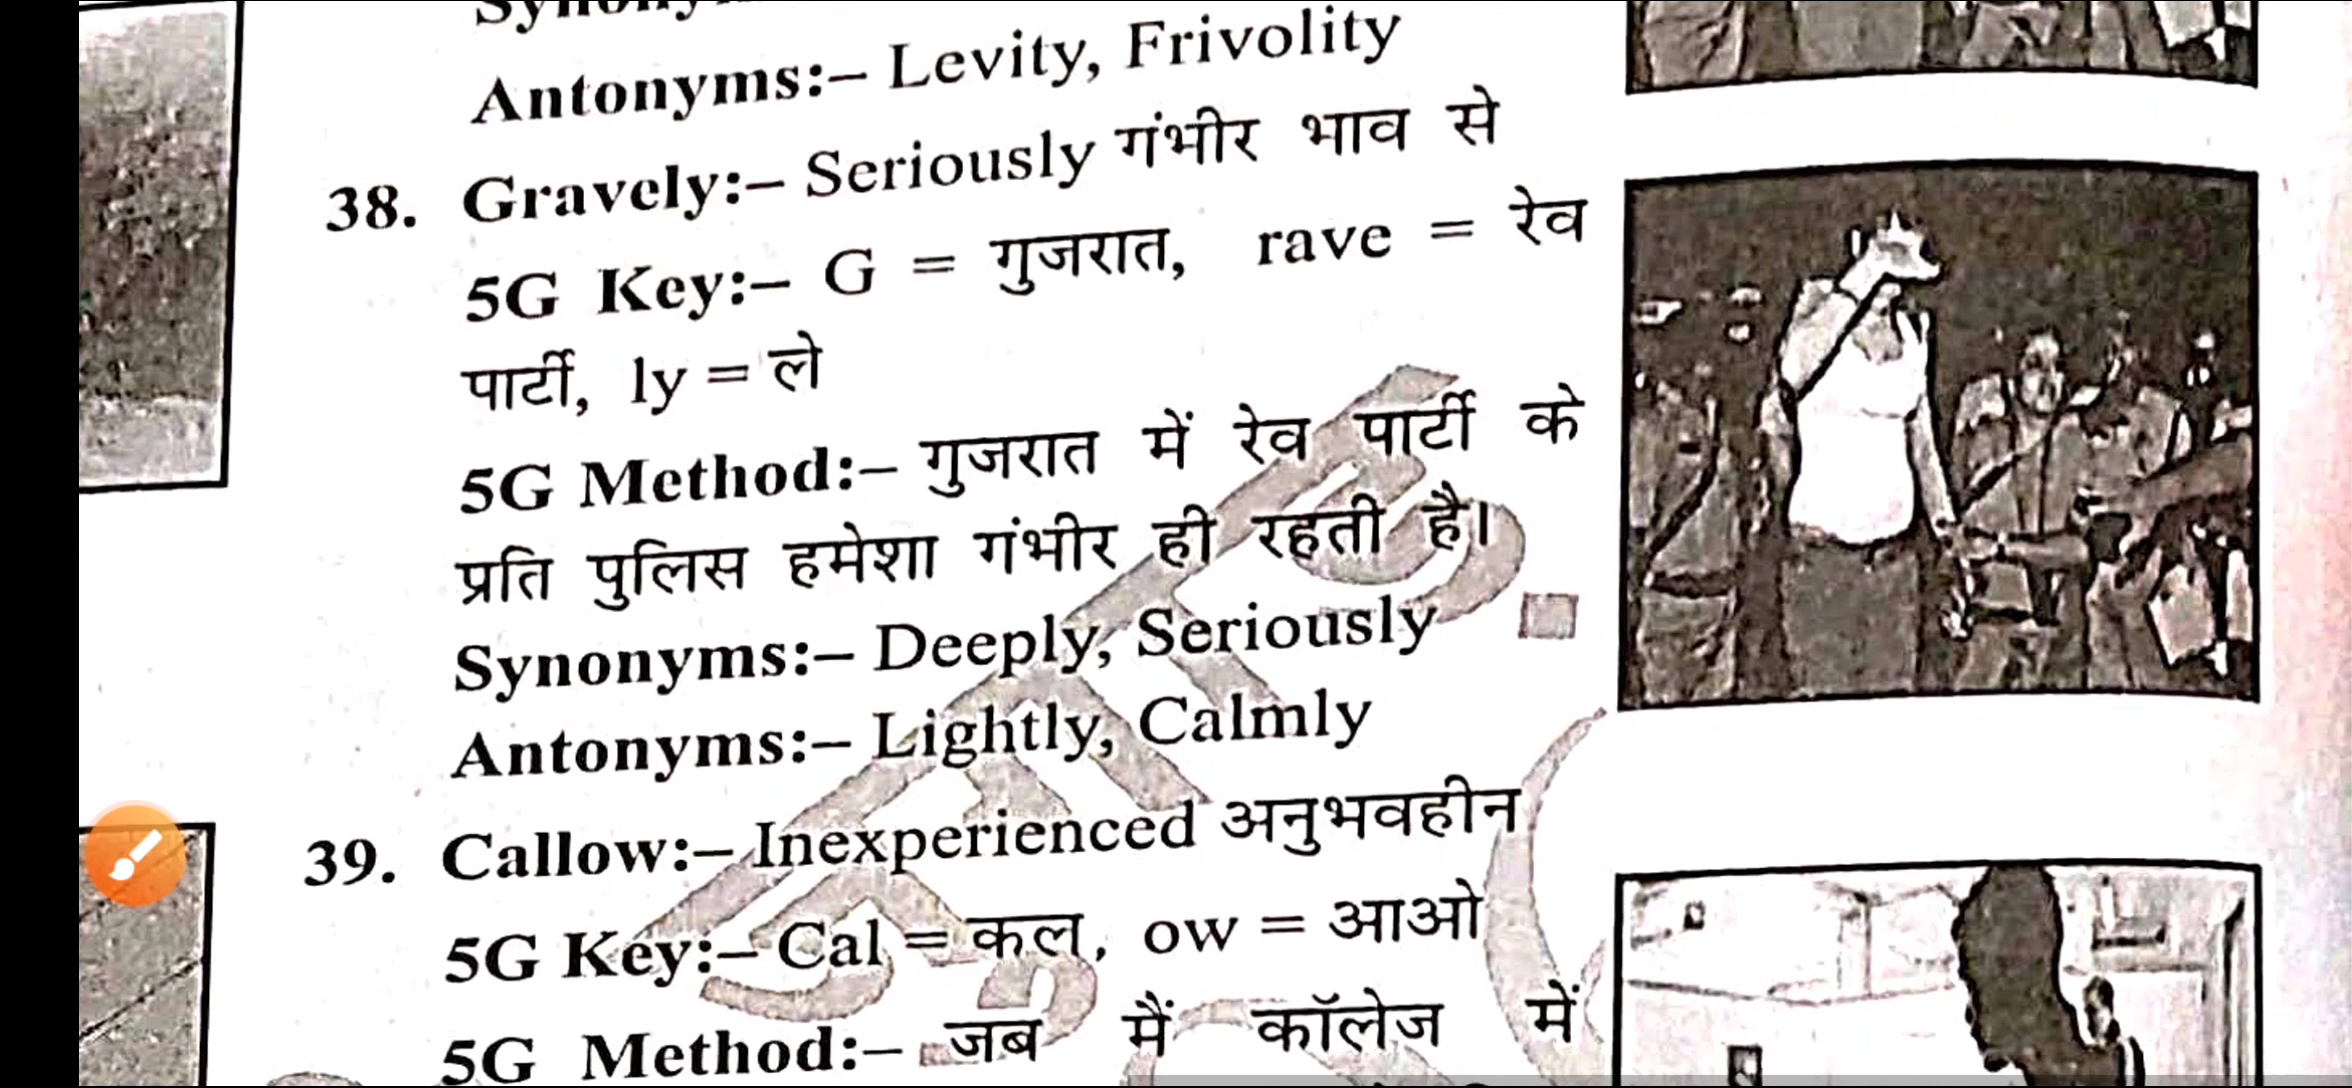 Antonyms:– Levity, Frivolity
38. Gravely:– Seriously गंभीर भाव से
5G Key:– G = गुजरात, rave = रेव
पार्टी, ly = ले
5G Method:– गुजरात में रेव पार्टी के
प्रति पुलिस हमेशा गंभीर ही रहती है।
Synonyms:– Deeply, Seriously
Antonyms:– Lightly, Calmly
39. Callow:– Inexperienced अनुभवहीन
5G Key:– Cal = कल, ow = आओ
5G Method:– जब मैं कॉलेज में